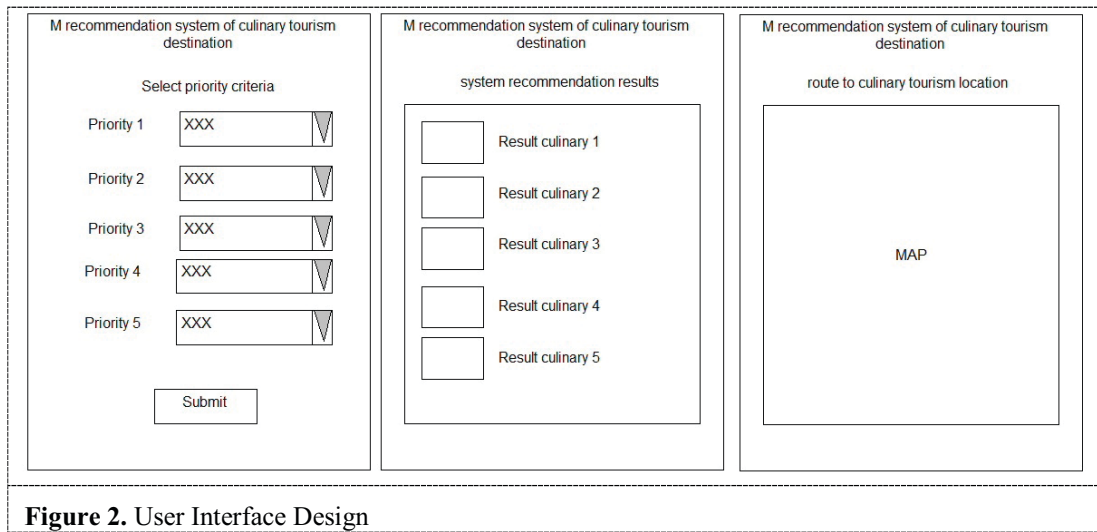 M recommendation system of culinary tourism
destination
Select priority criteria
Priority 1 XXX
Priority 2 XXX
Priority 3 XXX
Priority 4 XXX
Priority 5 XXX
Submit
M recommendation system of culinary tourism
destination
system recommendation results
Result culinary 1
Result culinary 2
Result culinary 3
Result culinary 4
Result culinary 5
M recommendation system of culinary tourism
destination
route to culinary tourism location
MAP
Figure 2. User Interface Design